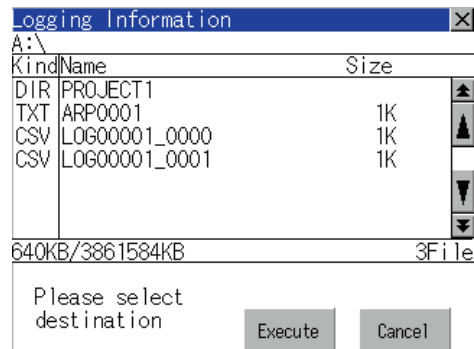 Logging Information
A:\
Kind Name Size
DIR PROJECT1
TXT ARP0001 1K
CSV LOG00001_0000 1K
CSV LOG00001_0001 1K
640KB/3861584KB 3File
Please select
destination
Execute Cancel